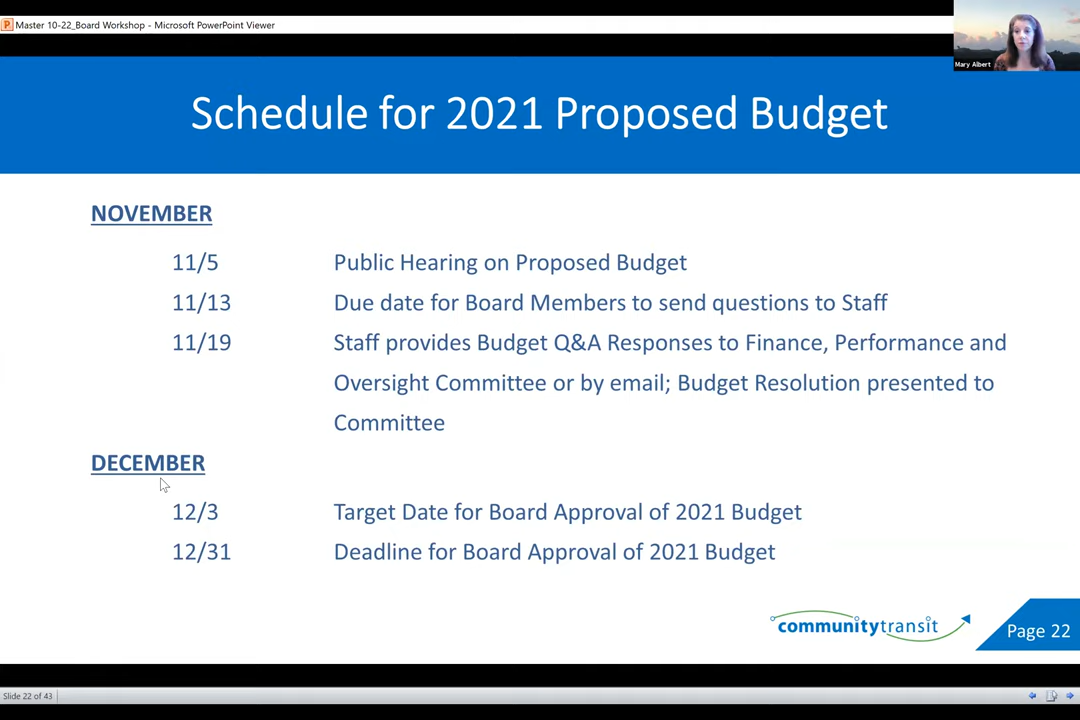 Master 10-22_Board Workshop - Microsoft PowerPoint Viewer
Mary Albert
Schedule for 2021 Proposed Budget
NOVEMBER
11/5 Public Hearing on Proposed Budget
11/13 Due date for Board Members to send questions to Staff
11/19 Staff provides Budget Q&A Responses to Finance, Performance and
Oversight Committee or by email; Budget Resolution presented to
Committee
DECEMBER
12/3 Target Date for Board Approval of 2021 Budget
12/31 Deadline for Board Approval of 2021 Budget
communitytransit
Page 22
Slide 22 of 43